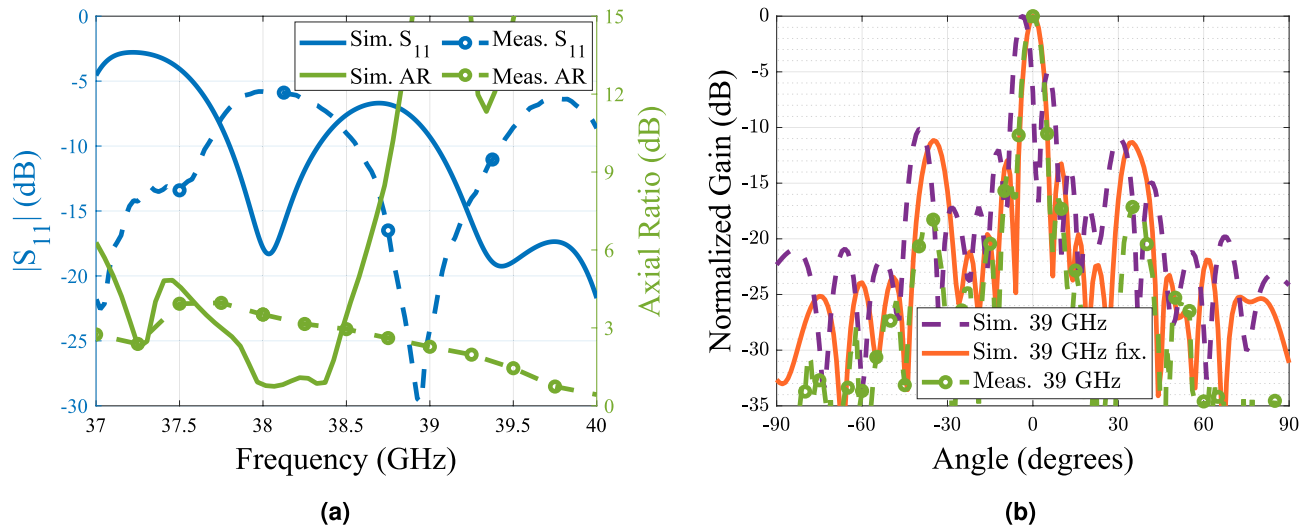 0
-5
-10
-15
-20
-25
-30
|S11| (dB)
Sim. S11
Meas. S11
Sim. AR
Meas. AR
15
12
9
6
3
0
Axial Ratio (dB)
37
37.5
38
38.5
39
39.5
40
Frequency (GHz)
(a)
0
-5
-10
-15
-20
-25
-30
-35
Normalized Gain (dB)
Sim. 39 GHz
Sim. 39 GHz fix.
Meas. 39 GHz
-90
-60
-30
0
30
60
90
Angle (degrees)
(b)